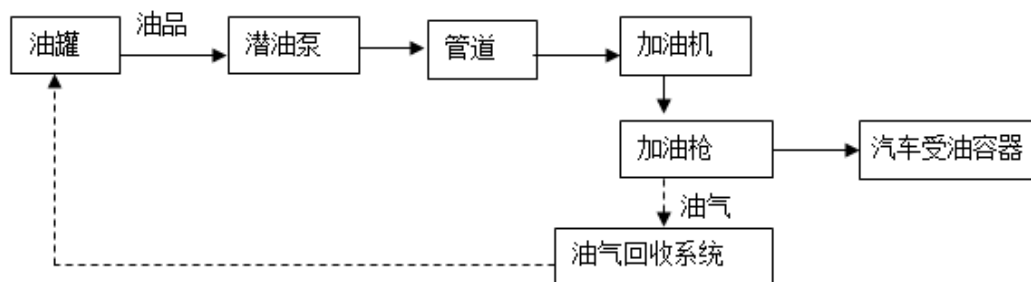 油罐
油品
潜油泵
管道
加油机
加油枪
汽车受油容器
油气
油气回收系统